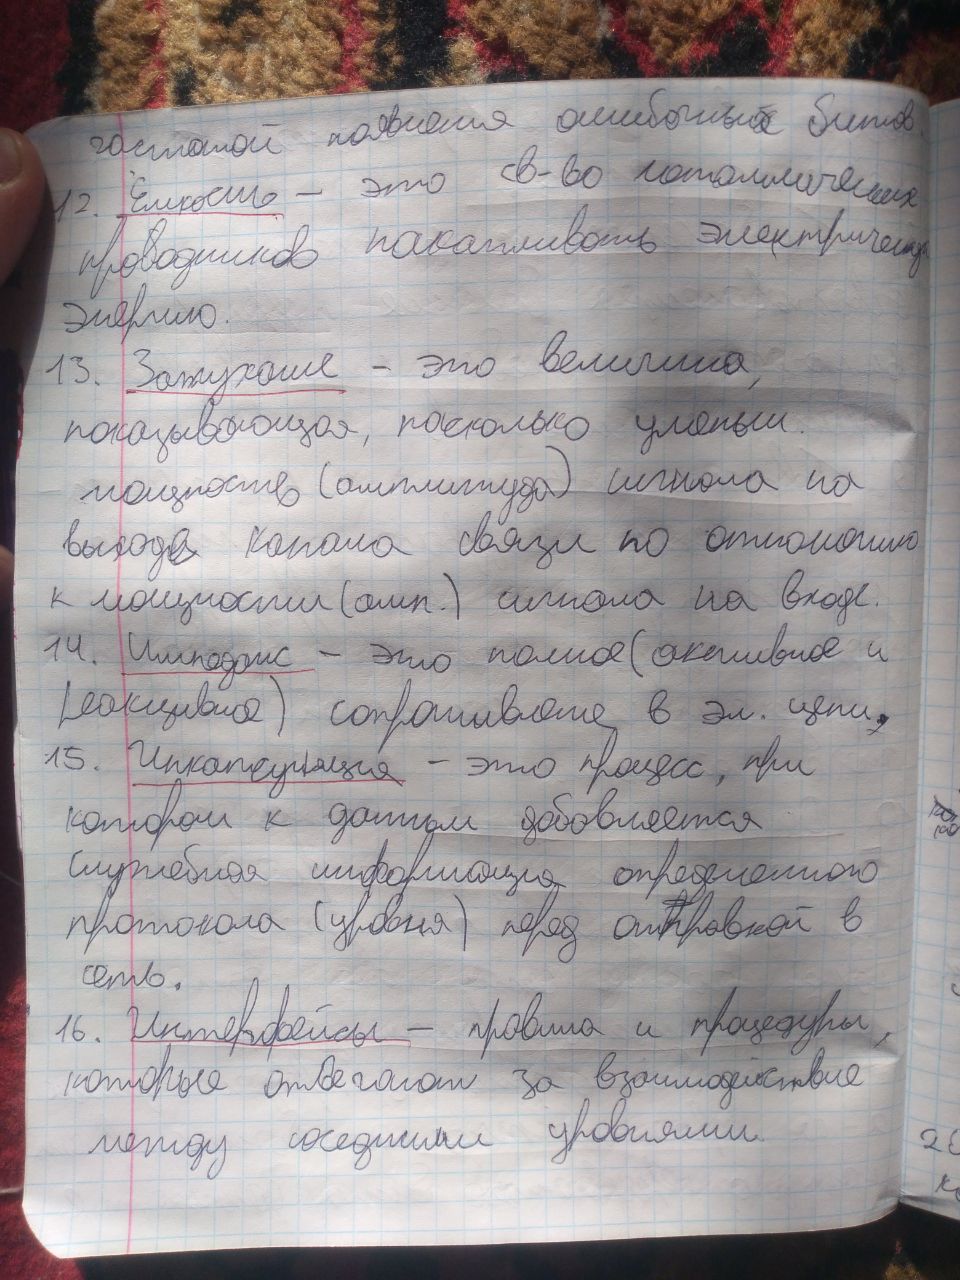 частотой появления ошибочных битов.
12. Ёмкость – это св-во металлических
проводников накапливать электрическую
энергию.
13. Затухание – это величина,
показывающая, насколько уменьш.
мощность (амплитуда) сигнала на
выходе канала связи по отношению
к мощности (амп.) сигнала на входе.
14. Импеданс – это полное (активное и
реактивное) сопротивление в эл. цепи.
15. Инкапсуляция – это процесс, при
котором к данным добавляется
служебная информация определенного
протокола (уровня) перед отправкой в
сеть.
16. Интерфейсы – правила и процедуры,
которые отвечают за взаимодействие
между соседними уровнями.